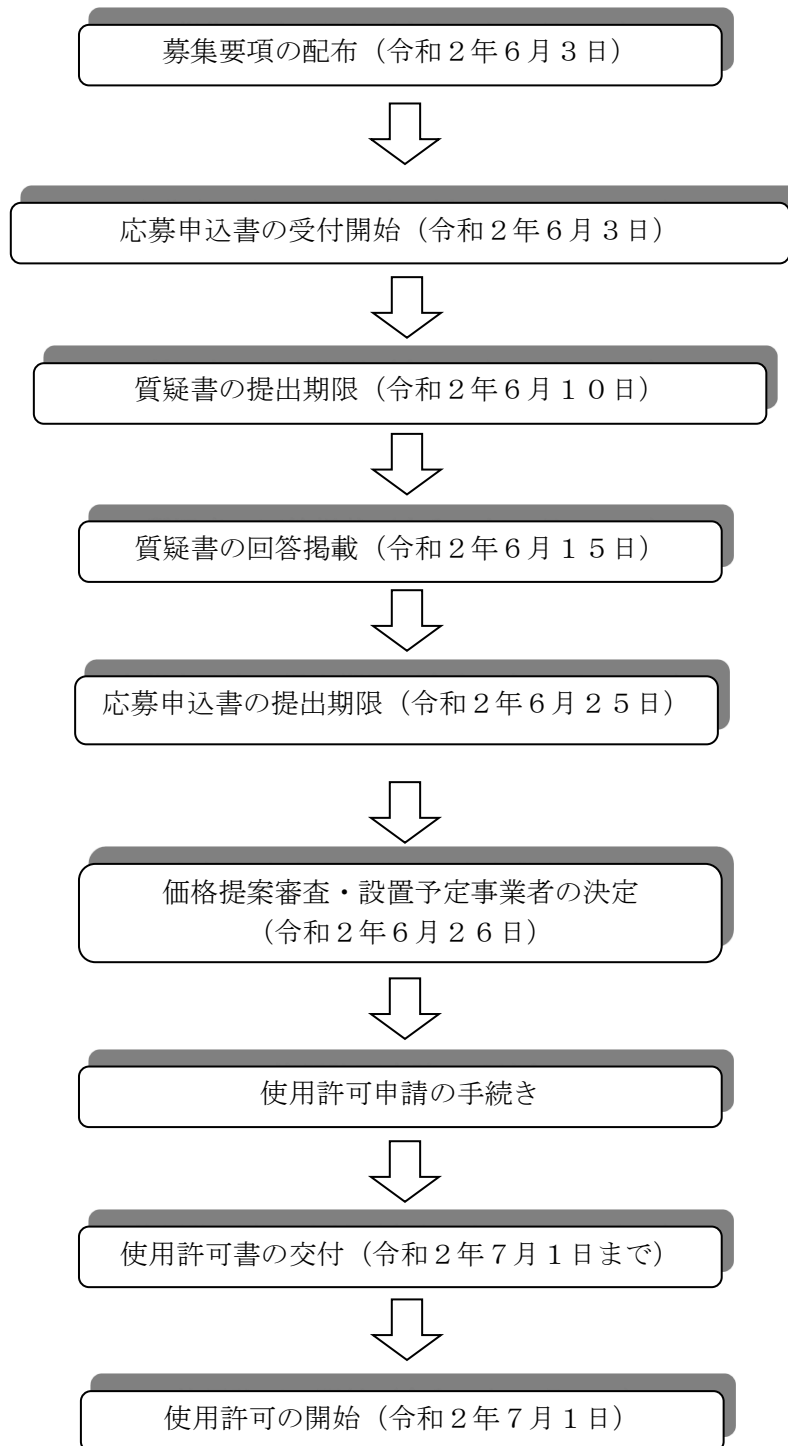 募集要項の配布（令和２年６月３日）
応募申込書の受付開始（令和２年６月３日）
質疑書の提出期限（令和２年６月１０日）
質疑書の回答掲載（令和２年６月１５日）
応募申込書の提出期限（令和２年６月２５日）
価格提案審査・設置予定事業者の決定
（令和２年６月２６日）
使用許可申請の手続き
使用許可書の交付（令和２年７月１日まで）
使用許可の開始（令和２年７月１日）